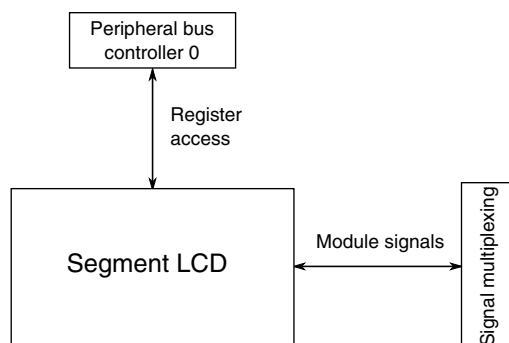 Peripheral bus
controller 0
Register
access
Segment LCD
Module signals
Signal multiplexing